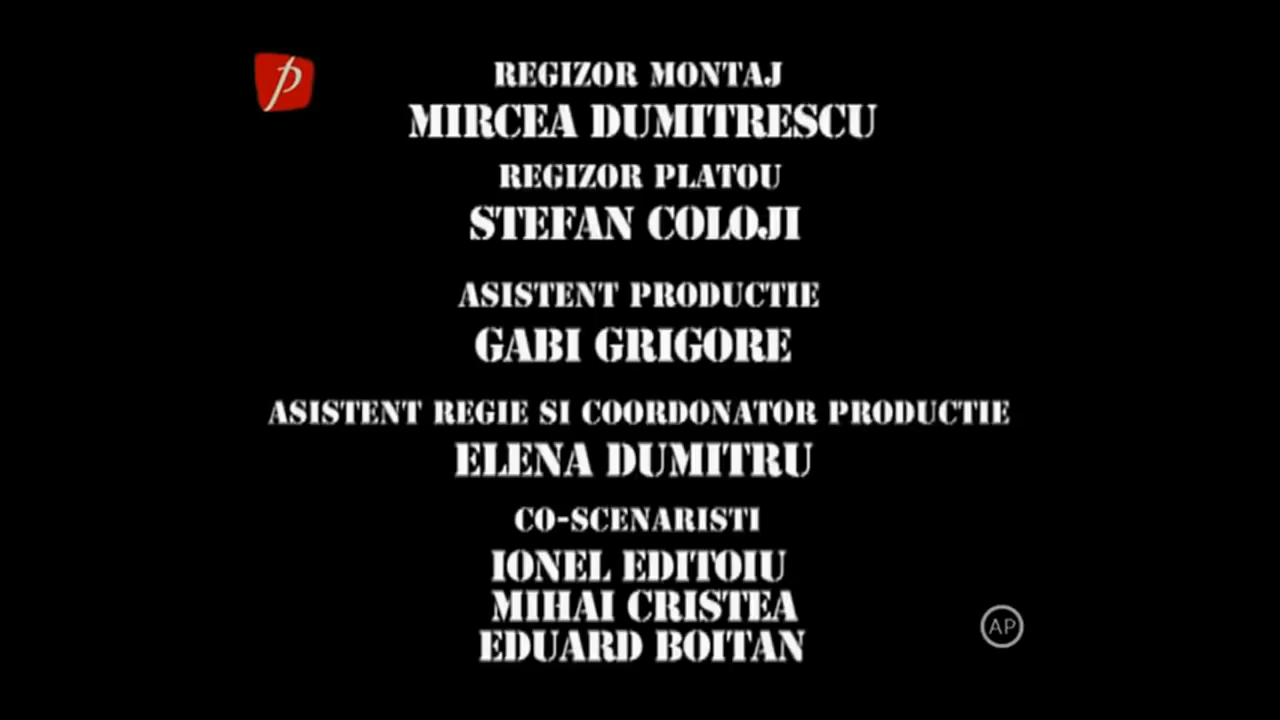 p
REGIZOR MONTAJ
MIRCEA DUMITRESCU
REGIZOR PLATOU
STEFAN COLOJI
ASISTENT PRODUCTIE
GABI GRIGORE
ASISTENT REGIE SI COORDONATOR PRODUCTIE
ELENA DUMITRU
CO-SCENARISTI
IONEL EDITOIU
MIHAI CRISTEA
AP
EDUARD BOITAN